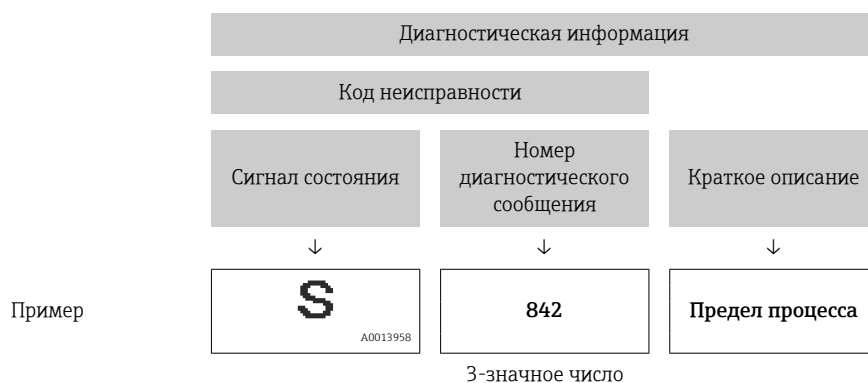 Диагностическая информация
Код неисправности
Сигнал состояния
Номер
диагностического
сообщения
Краткое описание
↓ ↓ ↓
Пример
S
A0013958
842
Предел процесса
3-значное число